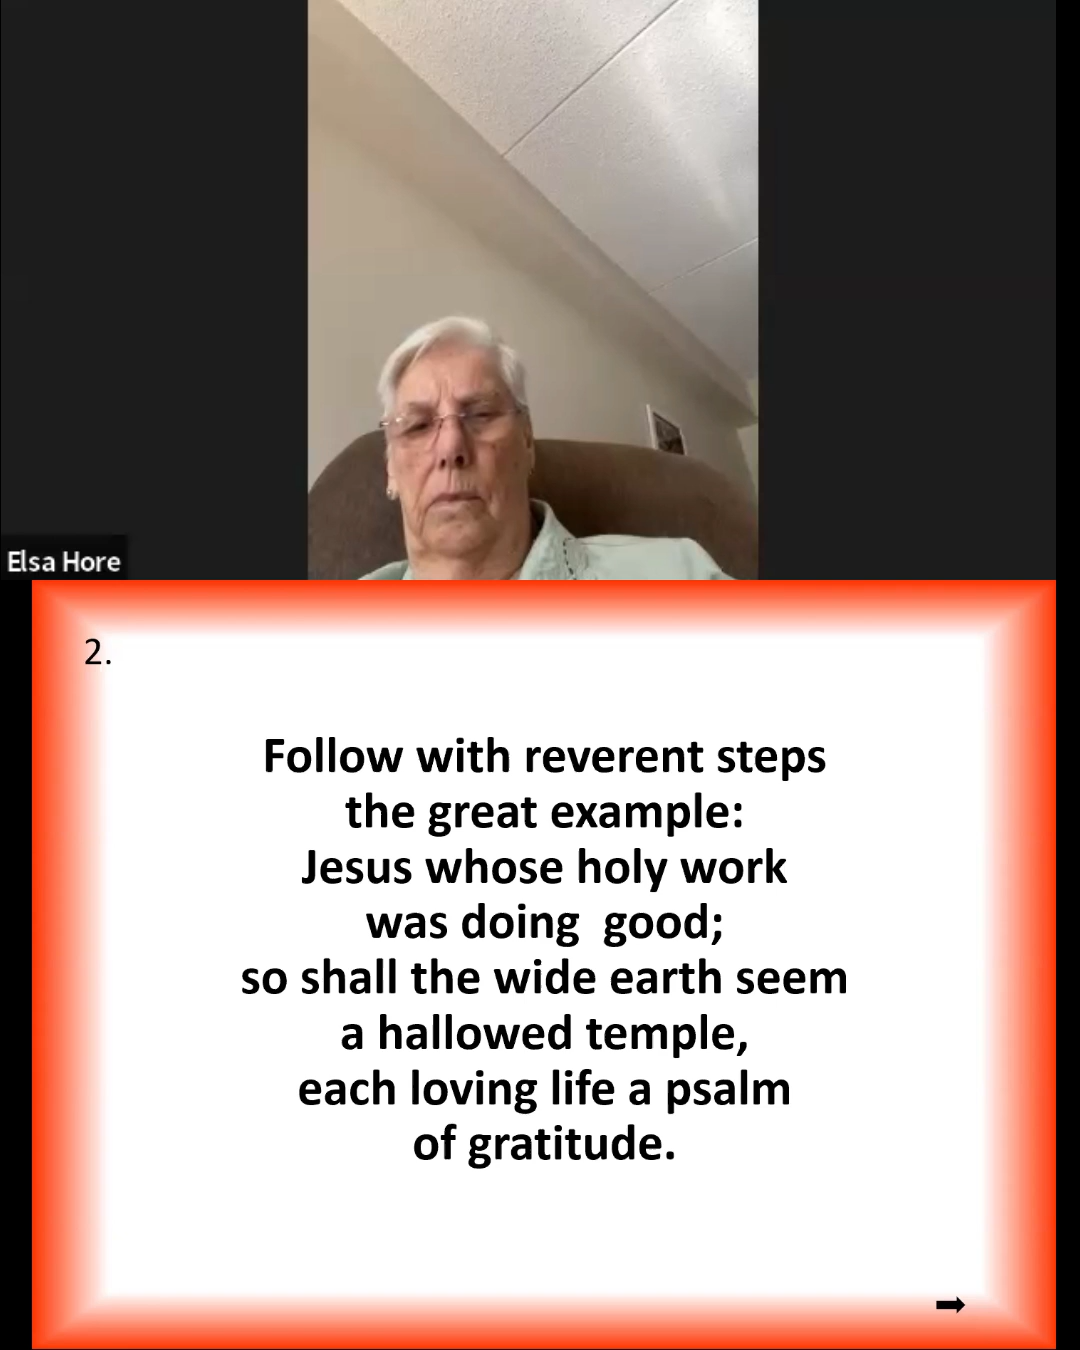 Elsa Hore
2.
Follow with reverent steps
the great example:
Jesus whose holy work
was doing  good;
so shall the wide earth seem
a hallowed temple,
each loving life a psalm
of gratitude.